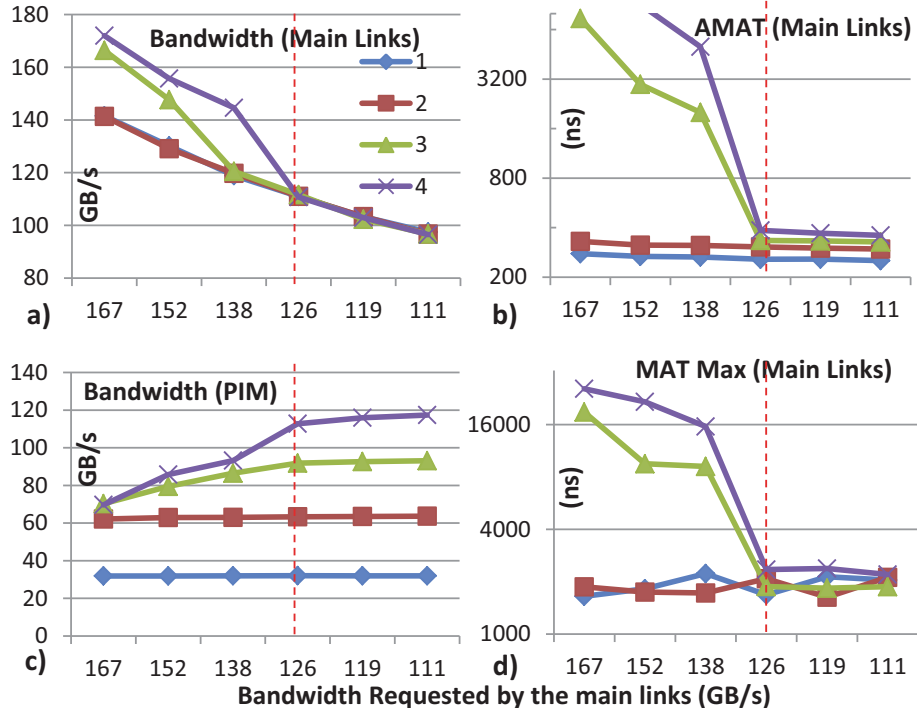 180
160
140
120
100
80
GB/s
Bandwidth (Main Links)
1
2
3
4
167 152 138 126 119 111
a)
AMAT (Main Links)
3200
800
200
(ns)
167 152 138 126 119 111
b)
140
120
100
80
60
40
20
0
GB/s
Bandwidth (PIM)
167 152 138 126 119 111
c)
MAT Max (Main Links)
16000
4000
1000
(ns)
167 152 138 126 119 111
d)
Bandwidth Requested by the main links (GB/s)